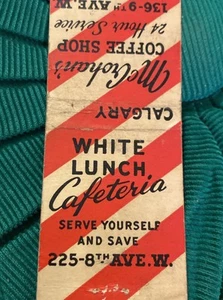 136-9TH AVE.W.
24 Hour Service
COFFEE SHOP
McCrohan's
CALGARY
WHITE
LUNCH
Cafeteria
SERVE YOURSELF
AND SAVE
225-8TH AVE.W.